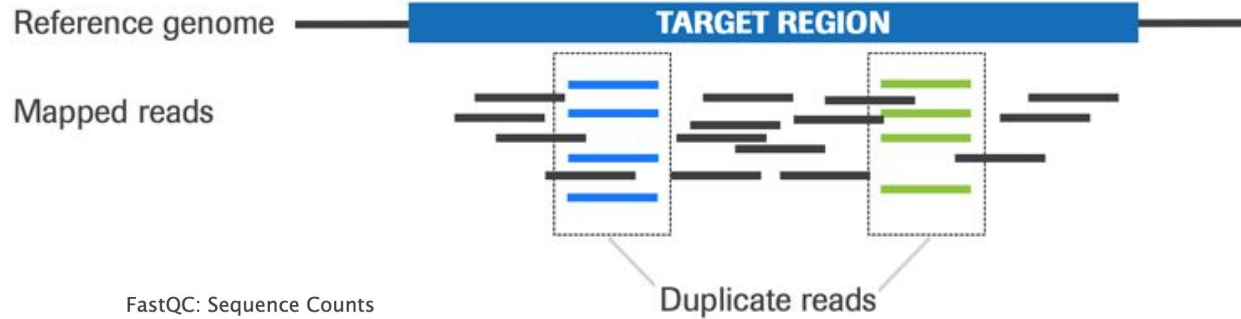 Reference genome
TARGET REGION
Mapped reads
FastQC: Sequence Counts
Duplicate reads